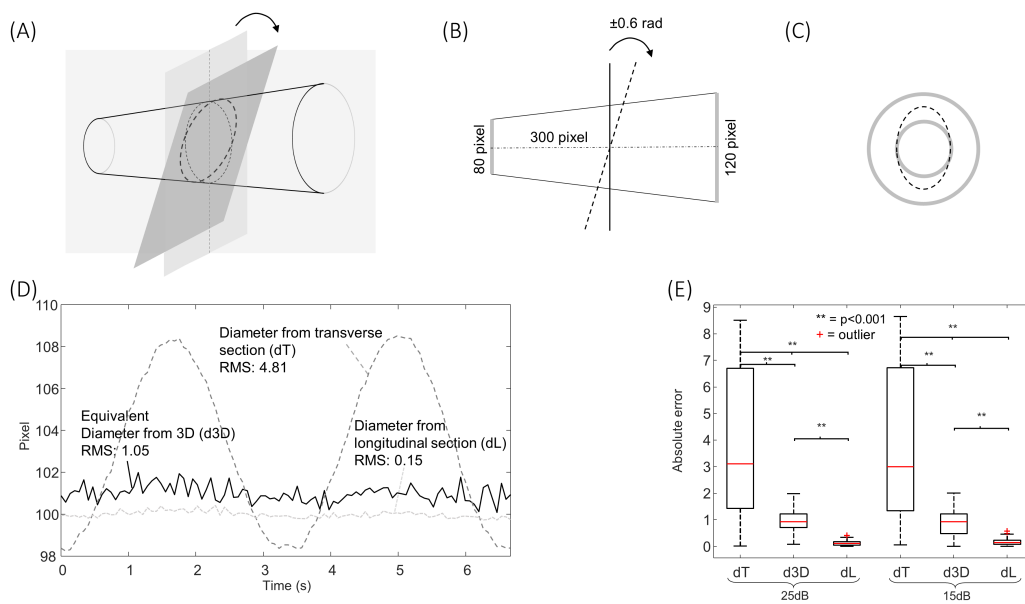 (A)
(B)
±0.6 rad
80 pixel
300 pixel
120 pixel
(C)
(D)
110
108
106
104
102
100
98
Pixel
Diameter from transverse
section (dT)
RMS: 4.81
Equivalent
Diameter from 3D (d3D)
RMS: 1.05
Diameter from
longitudinal section (dL)
RMS: 0.15
0 1 2 3 4 5 6
Time (s)
(E)
9
8
7
6
5
4
3
2
1
0
Absolute error
** = p<0.001
+ = outlier
**
**
**
**
**
**
dT d3D dL dT d3D dL
25dB 15dB